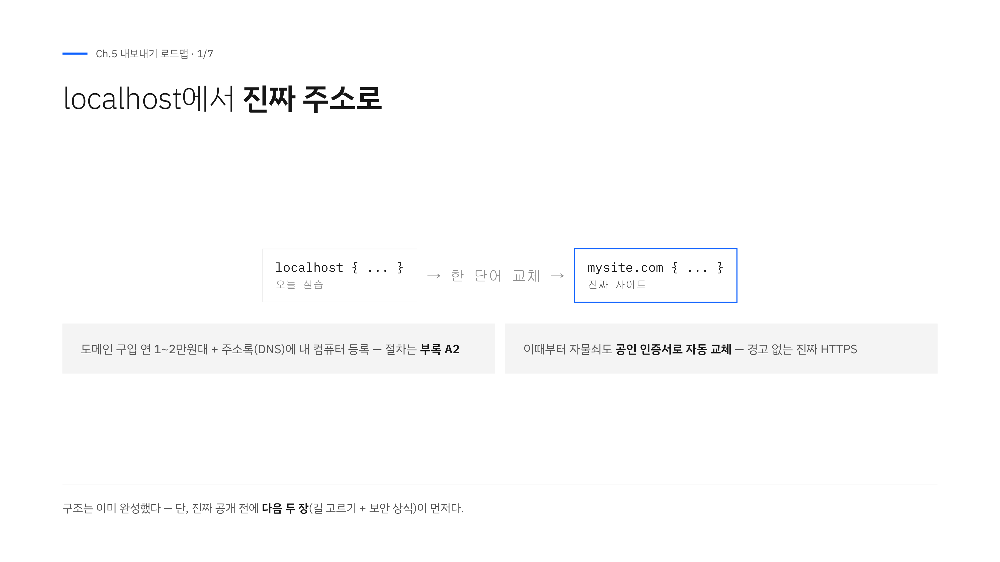 Ch.5 내보내기 로드맵 · 1/7
localhost에서 진짜 주소로
localhost { ... }
오늘 실습
→ 한 단어 교체 →
mysite.com { ... }
진짜 사이트
도메인 구입 연 1~2만원대 + 주소록(DNS)에 내 컴퓨터 등록 — 절차는 부록 A2
이때부터 자물쇠도 공인 인증서로 자동 교체 — 경고 없는 진짜 HTTPS
구조는 이미 완성했다 — 단, 진짜 공개 전에 다음 두 장(길 고르기 + 보안 상식)이 먼저다.